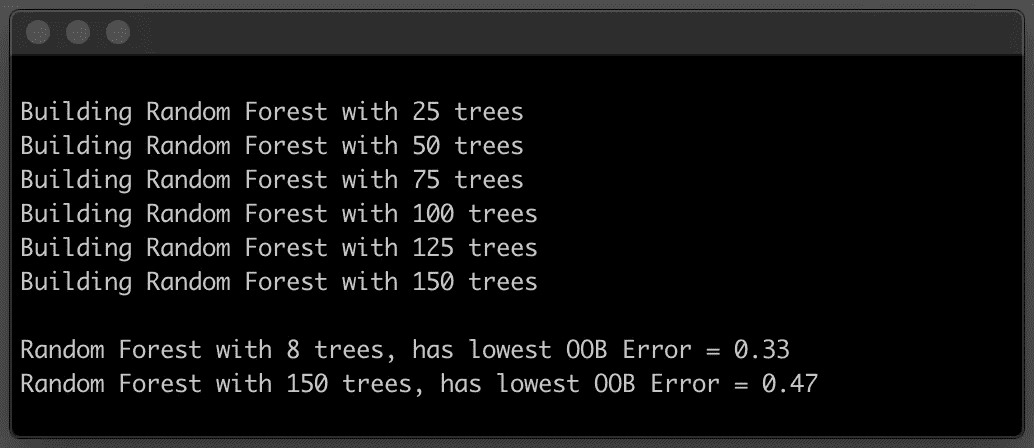 Building Random Forest with 25 trees
Building Random Forest with 50 trees
Building Random Forest with 75 trees
Building Random Forest with 100 trees
Building Random Forest with 125 trees
Building Random Forest with 150 trees
Random Forest with 8 trees, has lowest OOB Error = 0.33
Random Forest with 150 trees, has lowest OOB Error = 0.47